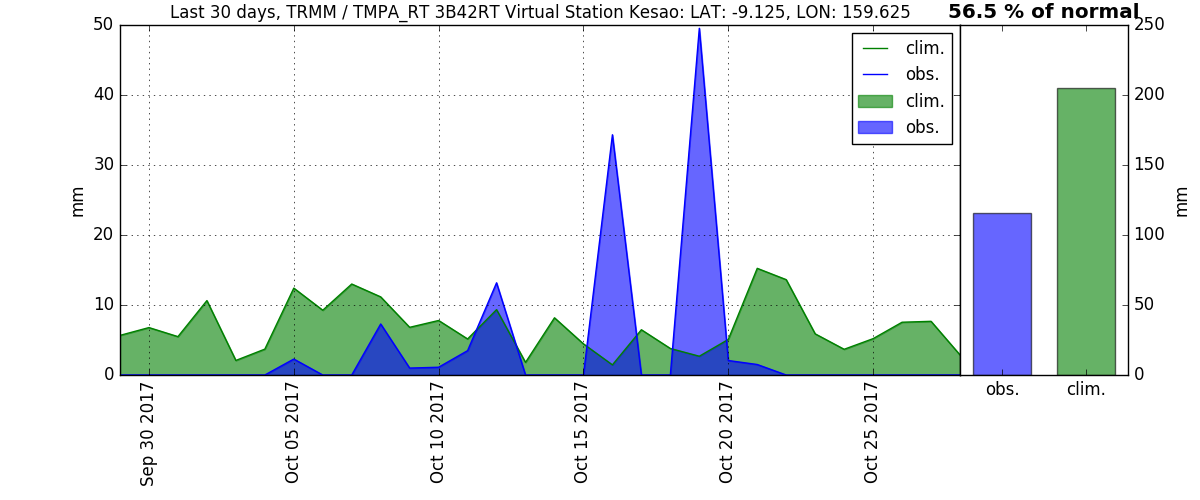 Last 30 days, TRMM / TMPA_RT 3B42RT Virtual Station Kesao: LAT: -9.125, LON: 159.625
56.5 % of normal
50
40
30
20
10
0
mm
clim.
obs.
clim.
obs.
Sep 30 2017
Oct 05 2017
Oct 10 2017
Oct 15 2017
Oct 20 2017
Oct 25 2017
250
200
150
100
50
0
mm
obs.
clim.